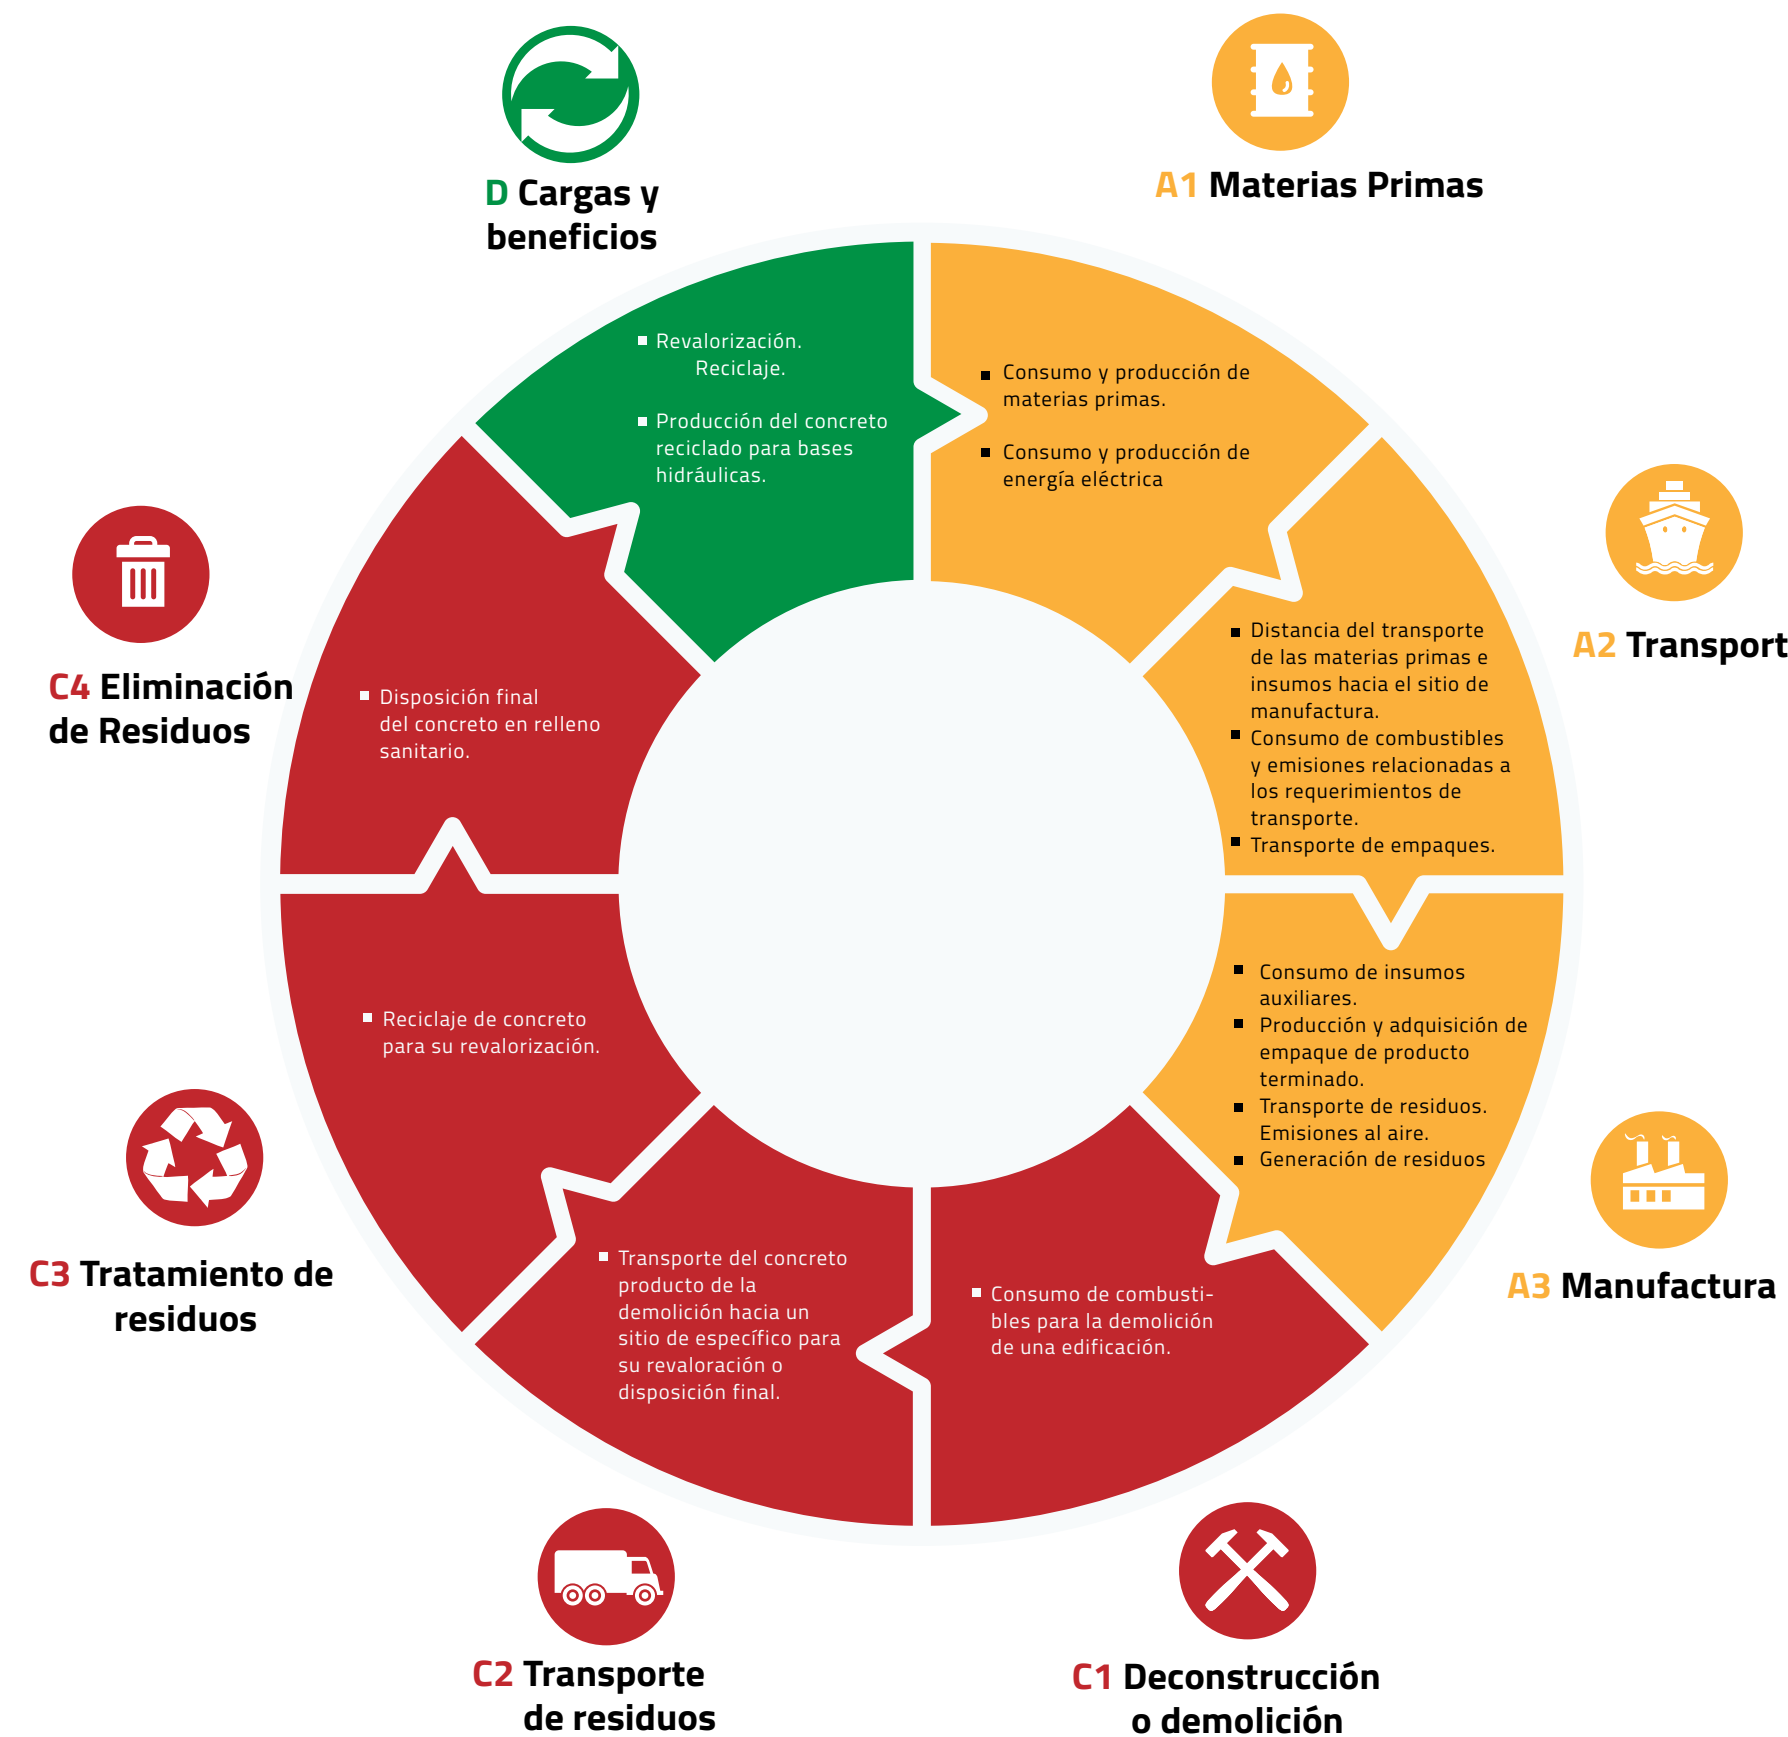 D Cargas y
beneficios
A1 Materias Primas
Revalorización.
Reciclaje.
Producción del concreto
reciclado para bases
hidráulicas.
Consumo y producción de
materias primas.
Consumo y producción de
energía eléctrica
A2 Transport
Distancia del transporte
de las materias primas e
insumos hacia el sitio de
manufactura.
Consumo de combustibles
y emisiones relacionadas a
los requerimientos de
transporte.
Transporte de empaques.
C4 Eliminación
de Residuos
Disposición final
del concreto en relleno
sanitario.
Consumo de insumos
auxiliares.
Producción y adquisición de
empaque de producto
terminado.
Transporte de residuos.
Emisiones al aire.
Generación de residuos
A3 Manufactura
Reciclaje de concreto
para su revalorización.
C3 Tratamiento de
residuos
Transporte del concreto
producto de la
demolición hacia un
sitio de específico para
su revaloración o
disposición final.
Consumo de combusti-
bles para la demolición
de una edificación.
C2 Transporte
de residuos
C1 Deconstrucción
o demolición